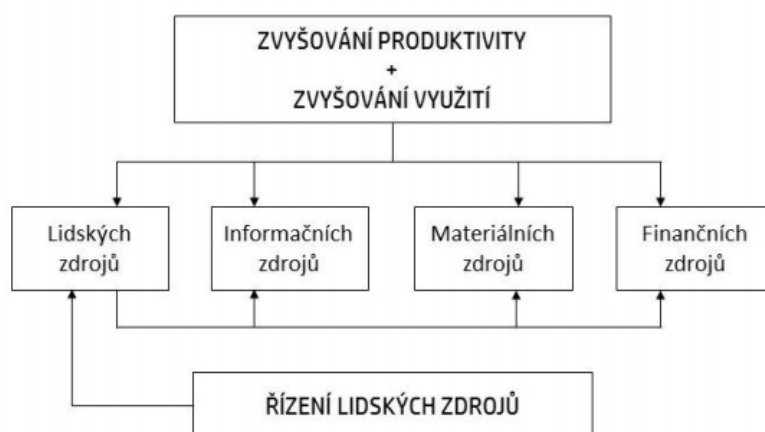 ZVYŠOVÁNÍ PRODUKTIVITY
+
ZVYŠOVÁNÍ VYUŽITÍ
Lidských
zdrojů
Informačních
zdrojů
Materiálních
zdrojů
Finančních
zdrojů
ŘÍZENÍ LIDSKÝCH ZDROJŮ